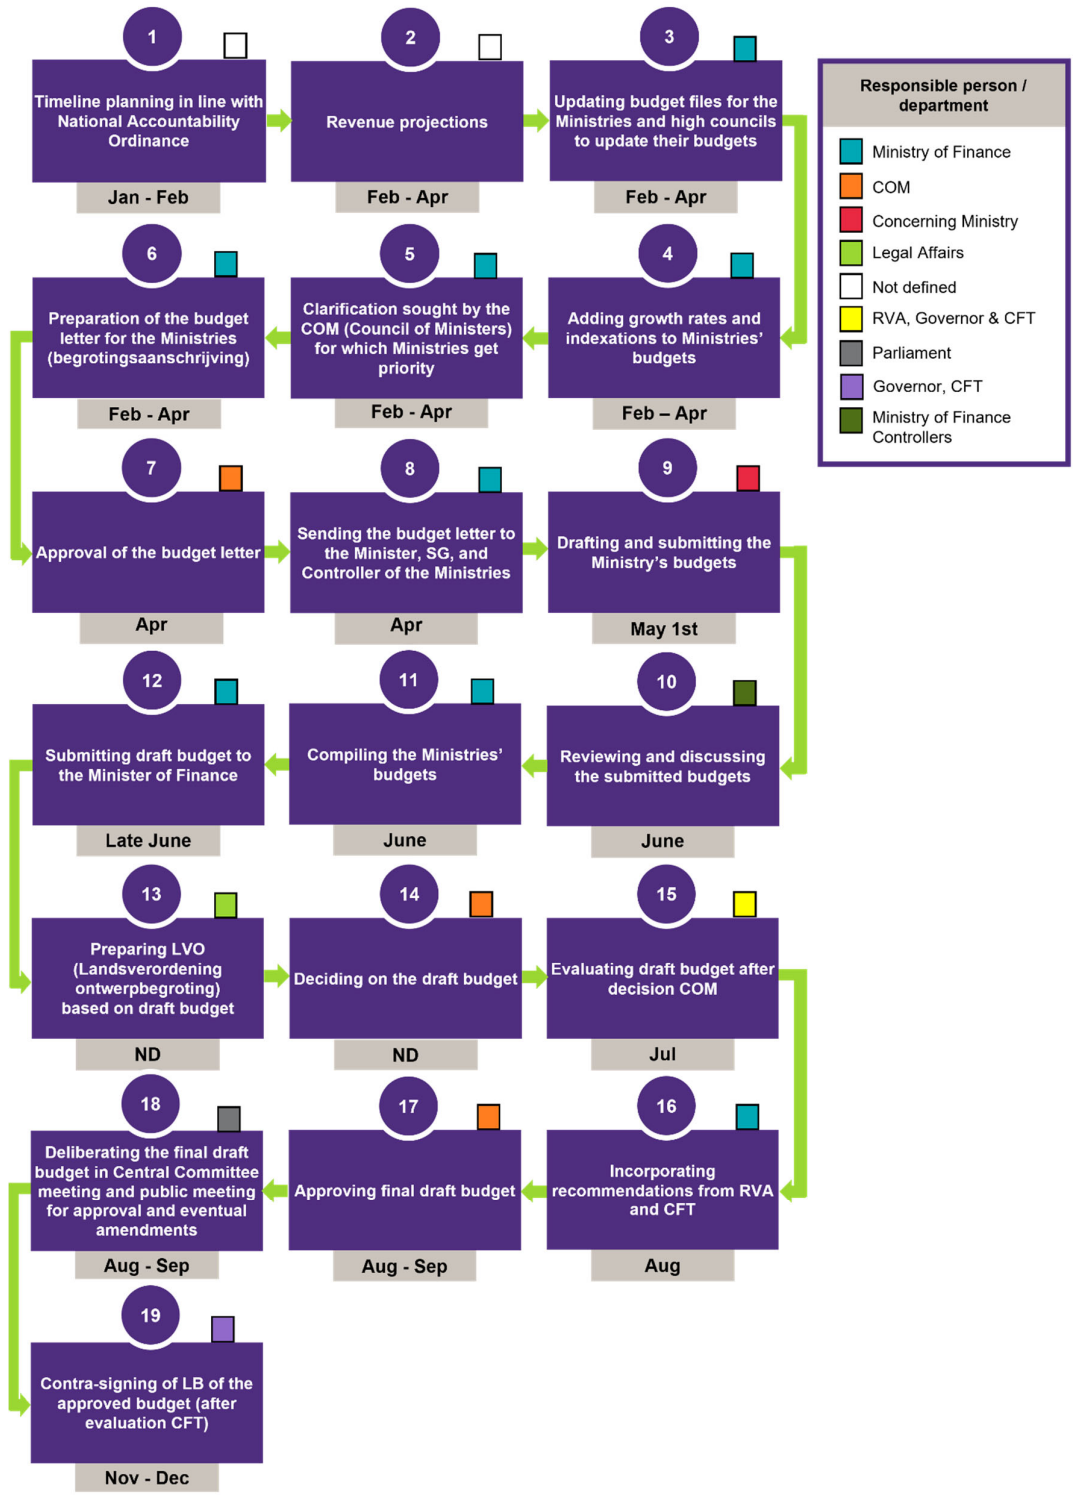 1
Timeline planning in line with
National Accountability
Ordinance
Jan - Feb
2
Revenue projections
Feb - Apr
3
Updating budget files for the
Ministries and high councils
to update their budgets
Feb - Apr
Responsible person /
department
Ministry of Finance
COM
Concerning Ministry
Legal Affairs
Not defined
RVA, Governor & CFT
Parliament
Governor, CFT
Ministry of Finance
Controllers
6
Preparation of the budget
letter for the Ministries
(begrotingsaanschrijving)
Feb - Apr
5
Clarification sought by the
COM (Council of Ministers)
for which Ministries get
priority
Feb - Apr
4
Adding growth rates and
indexations to Ministries'
budgets
Feb – Apr
7
Approval of the budget letter
Apr
8
Sending the budget letter to
the Minister, SG, and
Controller of the Ministries
Apr
9
Drafting and submitting the
Ministry's budgets
May 1st
12
Submitting draft budget to
the Minister of Finance
Late June
11
Compiling the Ministries'
budgets
June
10
Reviewing and discussing
the submitted budgets
June
13
Preparing LVO
(Landsverordening
ontwerpbegroting)
based on draft budget
ND
14
Deciding on the draft budget
ND
15
Evaluating draft budget after
decision COM
Jul
18
Deliberating the final draft
budget in Central Committee
meeting and public meeting
for approval and eventual
amendments
Aug - Sep
17
Approving final draft budget
Aug - Sep
16
Incorporating
recommendations from RVA
and CFT
Aug
19
Contra-signing of LB of the
approved budget (after
evaluation CFT)
Nov - Dec